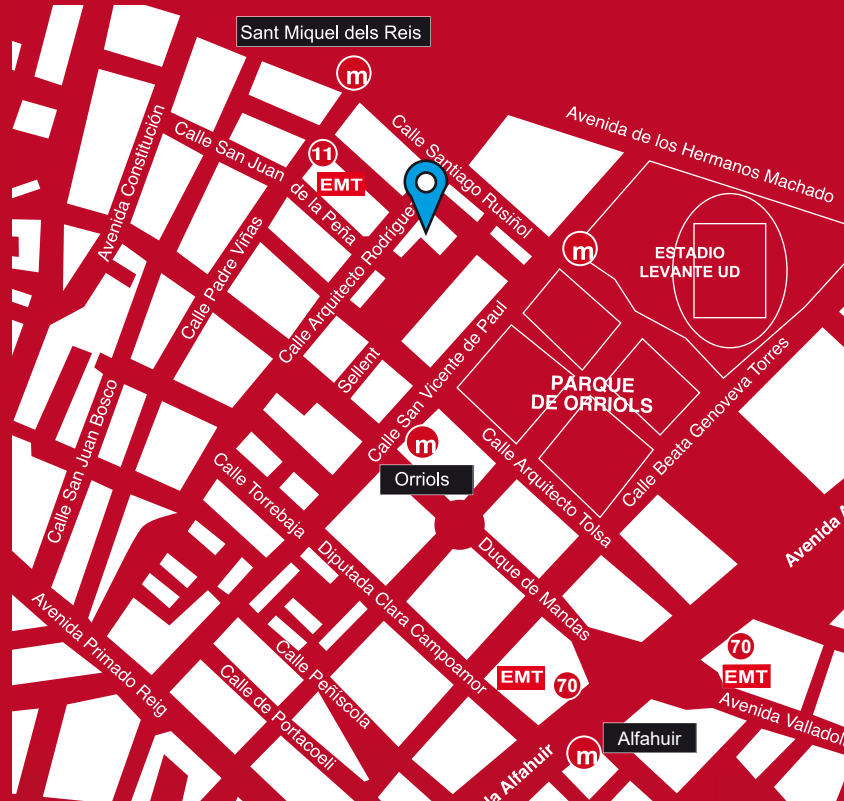 Sant Miquel dels Reis
m
Avenida de los Hermanos Machado
Calle Santiago Rusiñol
Avenida Constitución
Calle San Juan de la Peña
11
EMT
Calle Padre Viñas
Calle Arquitecto Rodríguez
m
ESTADIO
LEVANTE UD
Sellent
Calle San Vicente de Paul
PARQUE
DE ORRIOLS
Calle Beata Genoveva Torres
Calle San Juan Bosco
m
Orriols
Calle Arquitecto Tolsa
Calle Torrebaja
Avenida A
Diputada Clara Campoamor
Duque de Mandas
Avenida Primado Reig
Calle Peñíscola
Calle de Portacoeli
EMT
70
70
EMT
Avenida Valladol
Alfahuir
m
da Alfahuir